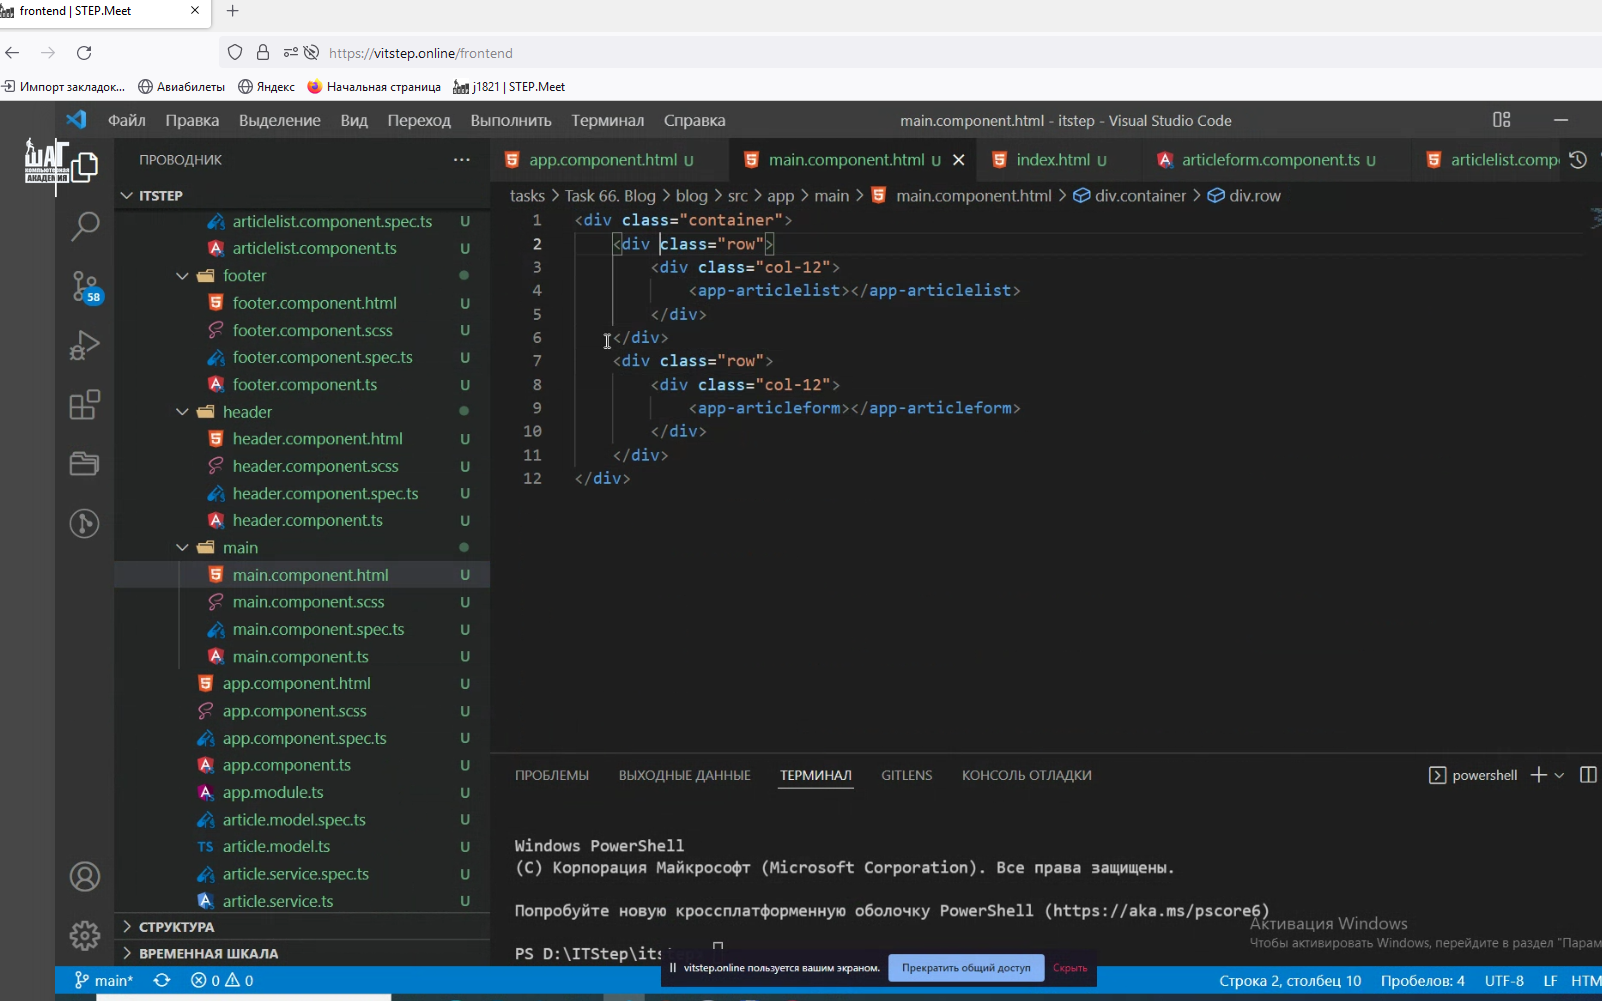 frontend | STEP.Meet
https://vitstep.online/frontend
Импорт закладок...
Авиабилеты
Яндекс
Начальная страница
j1821 | STEP.Meet
Файл Правка Выделение Вид Переход Выполнить Терминал Справка
main.component.html - itstep - Visual Studio Code
ШАГ
КОМПЬЮТЕРНАЯ
АКАДЕМИЯ
ПРОВОДНИК
app.component.html U
main.component.html U
index.html U
articleform.component.ts U
articlelist.comp
tasks > Task 66. Blog > blog > src > app > main > main.component.html > div.container > div.row
ITSTEP
articlelist.component.spec.ts U
articlelist.component.ts U
footer
footer.component.html U
footer.component.scss U
footer.component.spec.ts U
footer.component.ts U
header
header.component.html U
header.component.scss U
header.component.spec.ts U
header.component.ts U
main
main.component.html U
main.component.scss U
main.component.spec.ts U
main.component.ts U
app.component.html U
app.component.scss U
app.component.spec.ts U
app.component.ts U
app.module.ts U
article.model.spec.ts U
TS article.model.ts U
article.service.spec.ts U
article.service.ts U
СТРУКТУРА
ВРЕМЕННАЯ ШКАЛА
58
1 <div class="container">
2 <div class="row">
3 <div class="col-12">
4 <app-articlelist></app-articlelist>
5 </div>
6 </div>
7 <div class="row">
8 <div class="col-12">
9 <app-articleform></app-articleform>
10 </div>
11 </div>
12 </div>
ПРОБЛЕМЫ ВЫХОДНЫЕ ДАННЫЕ ТЕРМИНАЛ GITLENS КОНСОЛЬ ОТЛАДКИ
powershell
Windows PowerShell
(C) Корпорация Майкрософт (Microsoft Corporation). Все права защищены.
Попробуйте новую кроссплатформенную оболочку PowerShell (https://aka.ms/pscore6)
PS D:\ITStep\its
Активация Windows
Чтобы активировать Windows, перейдите в раздел "Парам
vitstep.online пользуется вашим экраном.
Прекратить общий доступ
Скрыть
main*
0 0
Строка 2, столбец 10
Пробелов: 4
UTF-8
LF
HTM